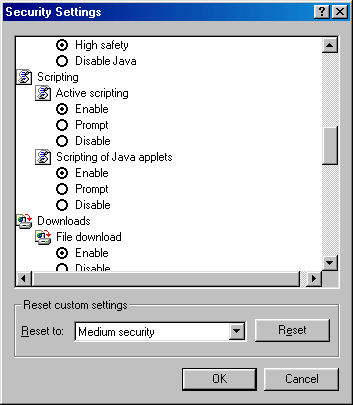 Security Settings
High safety
Disable Java
Scripting
Active scripting
Enable
Prompt
Disable
Scripting of Java applets
Enable
Prompt
Disable
Downloads
File download
Enable
Disable
Reset custom settings
Reset to: Medium security Reset
OK Cancel